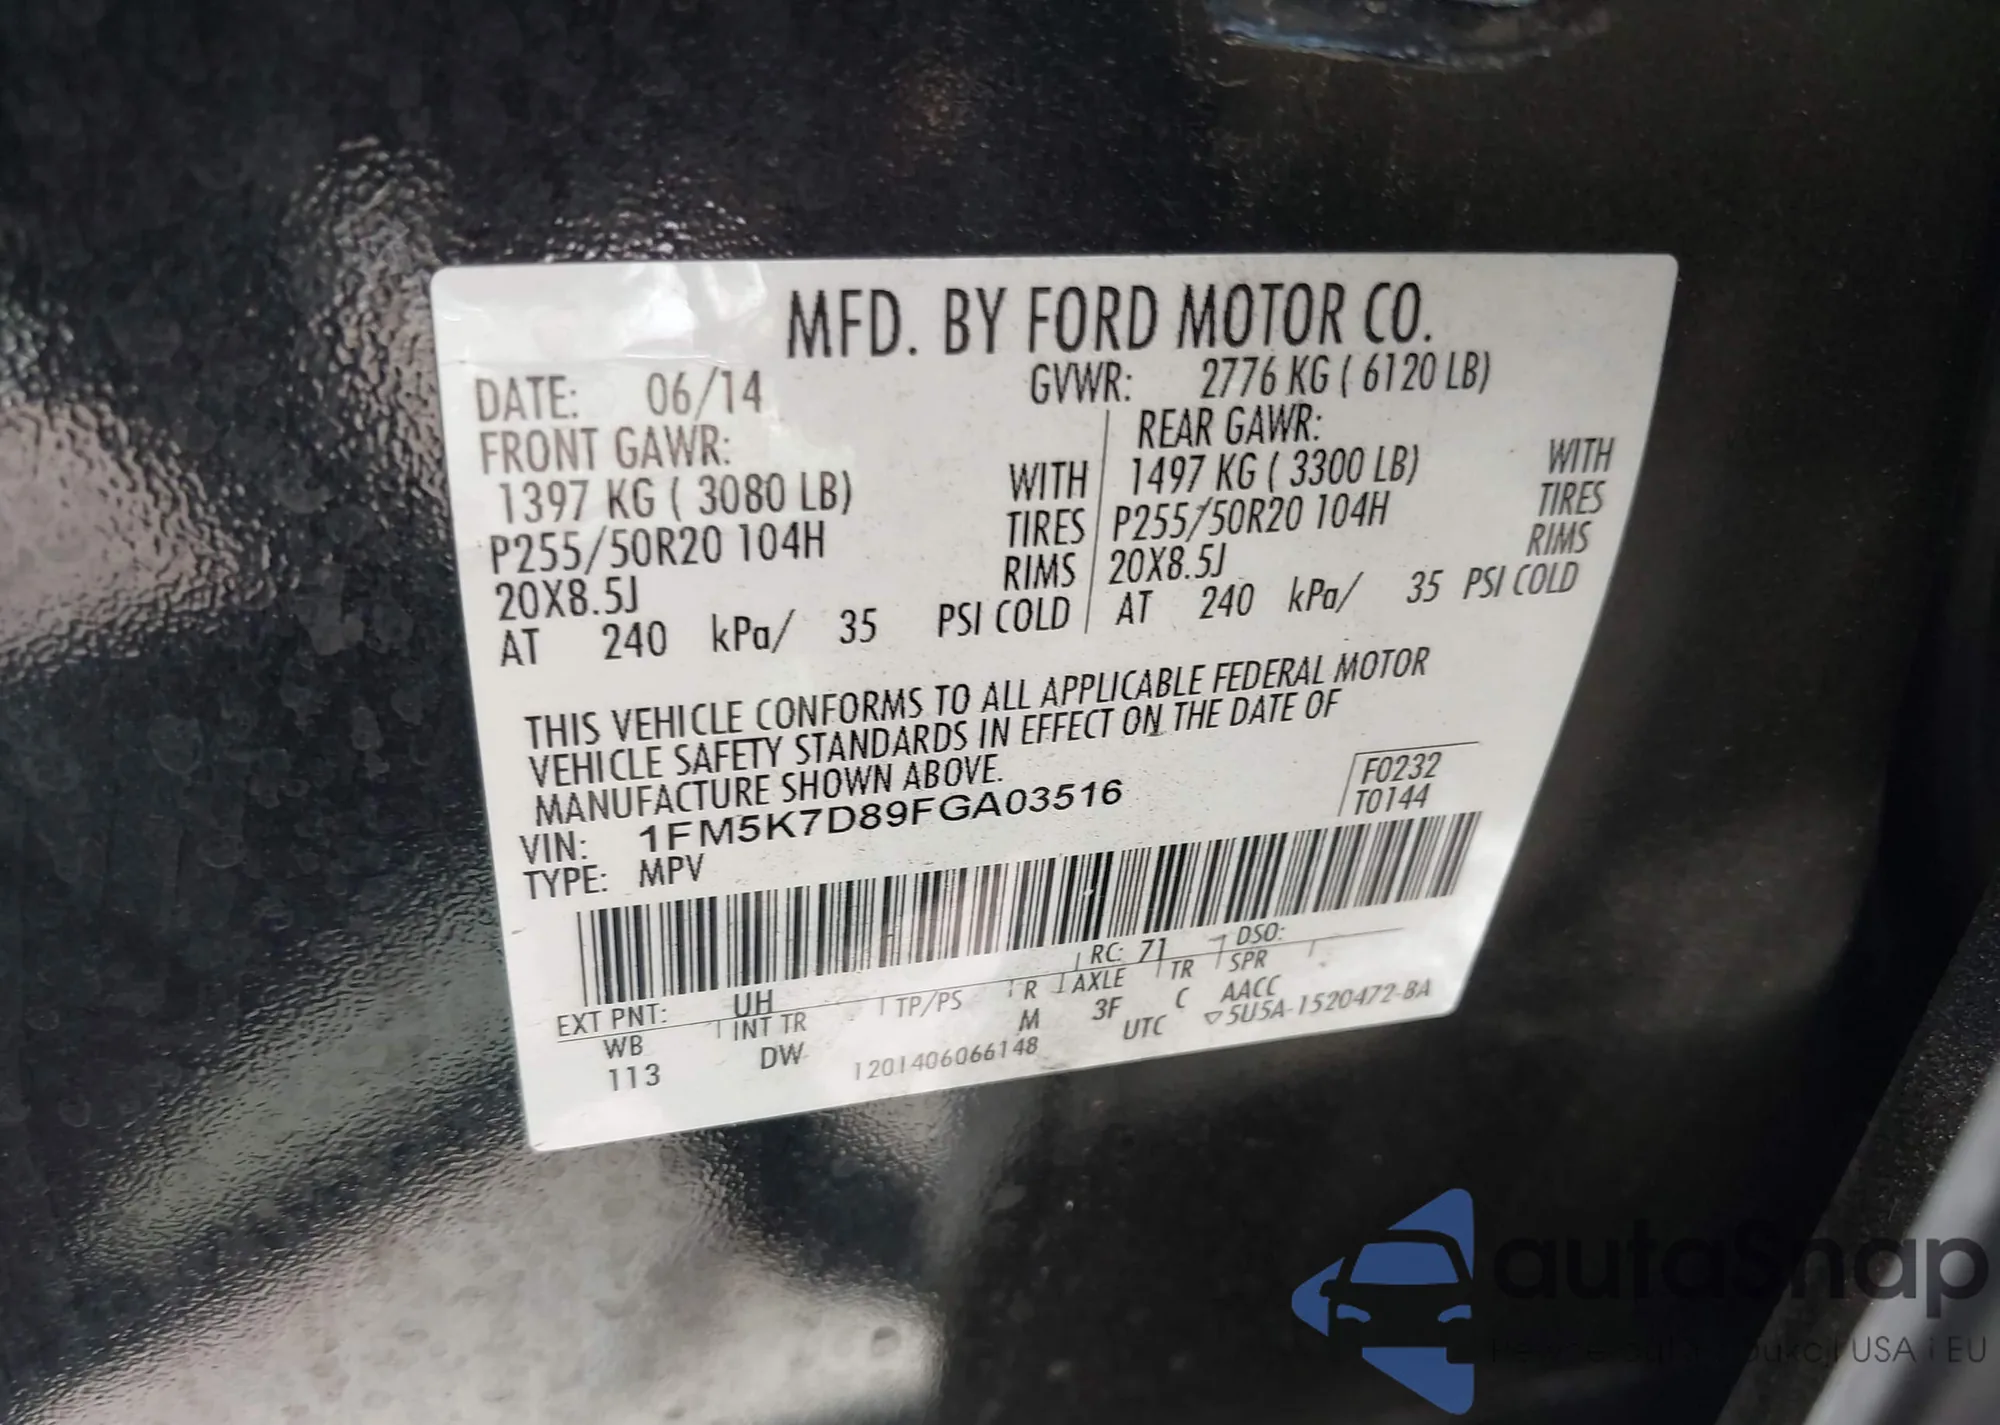 MFD. BY FORD MOTOR CO.
DATE: 06/14 GVWR: 2776 KG ( 6120 LB)
FRONT GAWR: REAR GAWR:
1397 KG ( 3080 LB) WITH 1497 KG ( 3300 LB) WITH
P255/50R20 104H TIRES P255/50R20 104H TIRES
20X8.5J RIMS 20X8.5J RIMS
AT 240 kPa/ 35 PSI COLD AT 240 kPa/ 35 PSI COLD
THIS VEHICLE CONFORMS TO ALL APPLICABLE FEDERAL MOTOR
VEHICLE SAFETY STANDARDS IN EFFECT ON THE DATE OF
MANUFACTURE SHOWN ABOVE.
F0232
VIN: 1FM5K7D89FGA03516
T0144
TYPE: MPV
EXT PNT: UH RC: 71 DSO:
WB INT TR TP/PS R AXLE TR SPR
113 DW M 3F C AACC
1201406066148 UTC ▽5U5A-1520472-BA
autaSnap
USA i EU